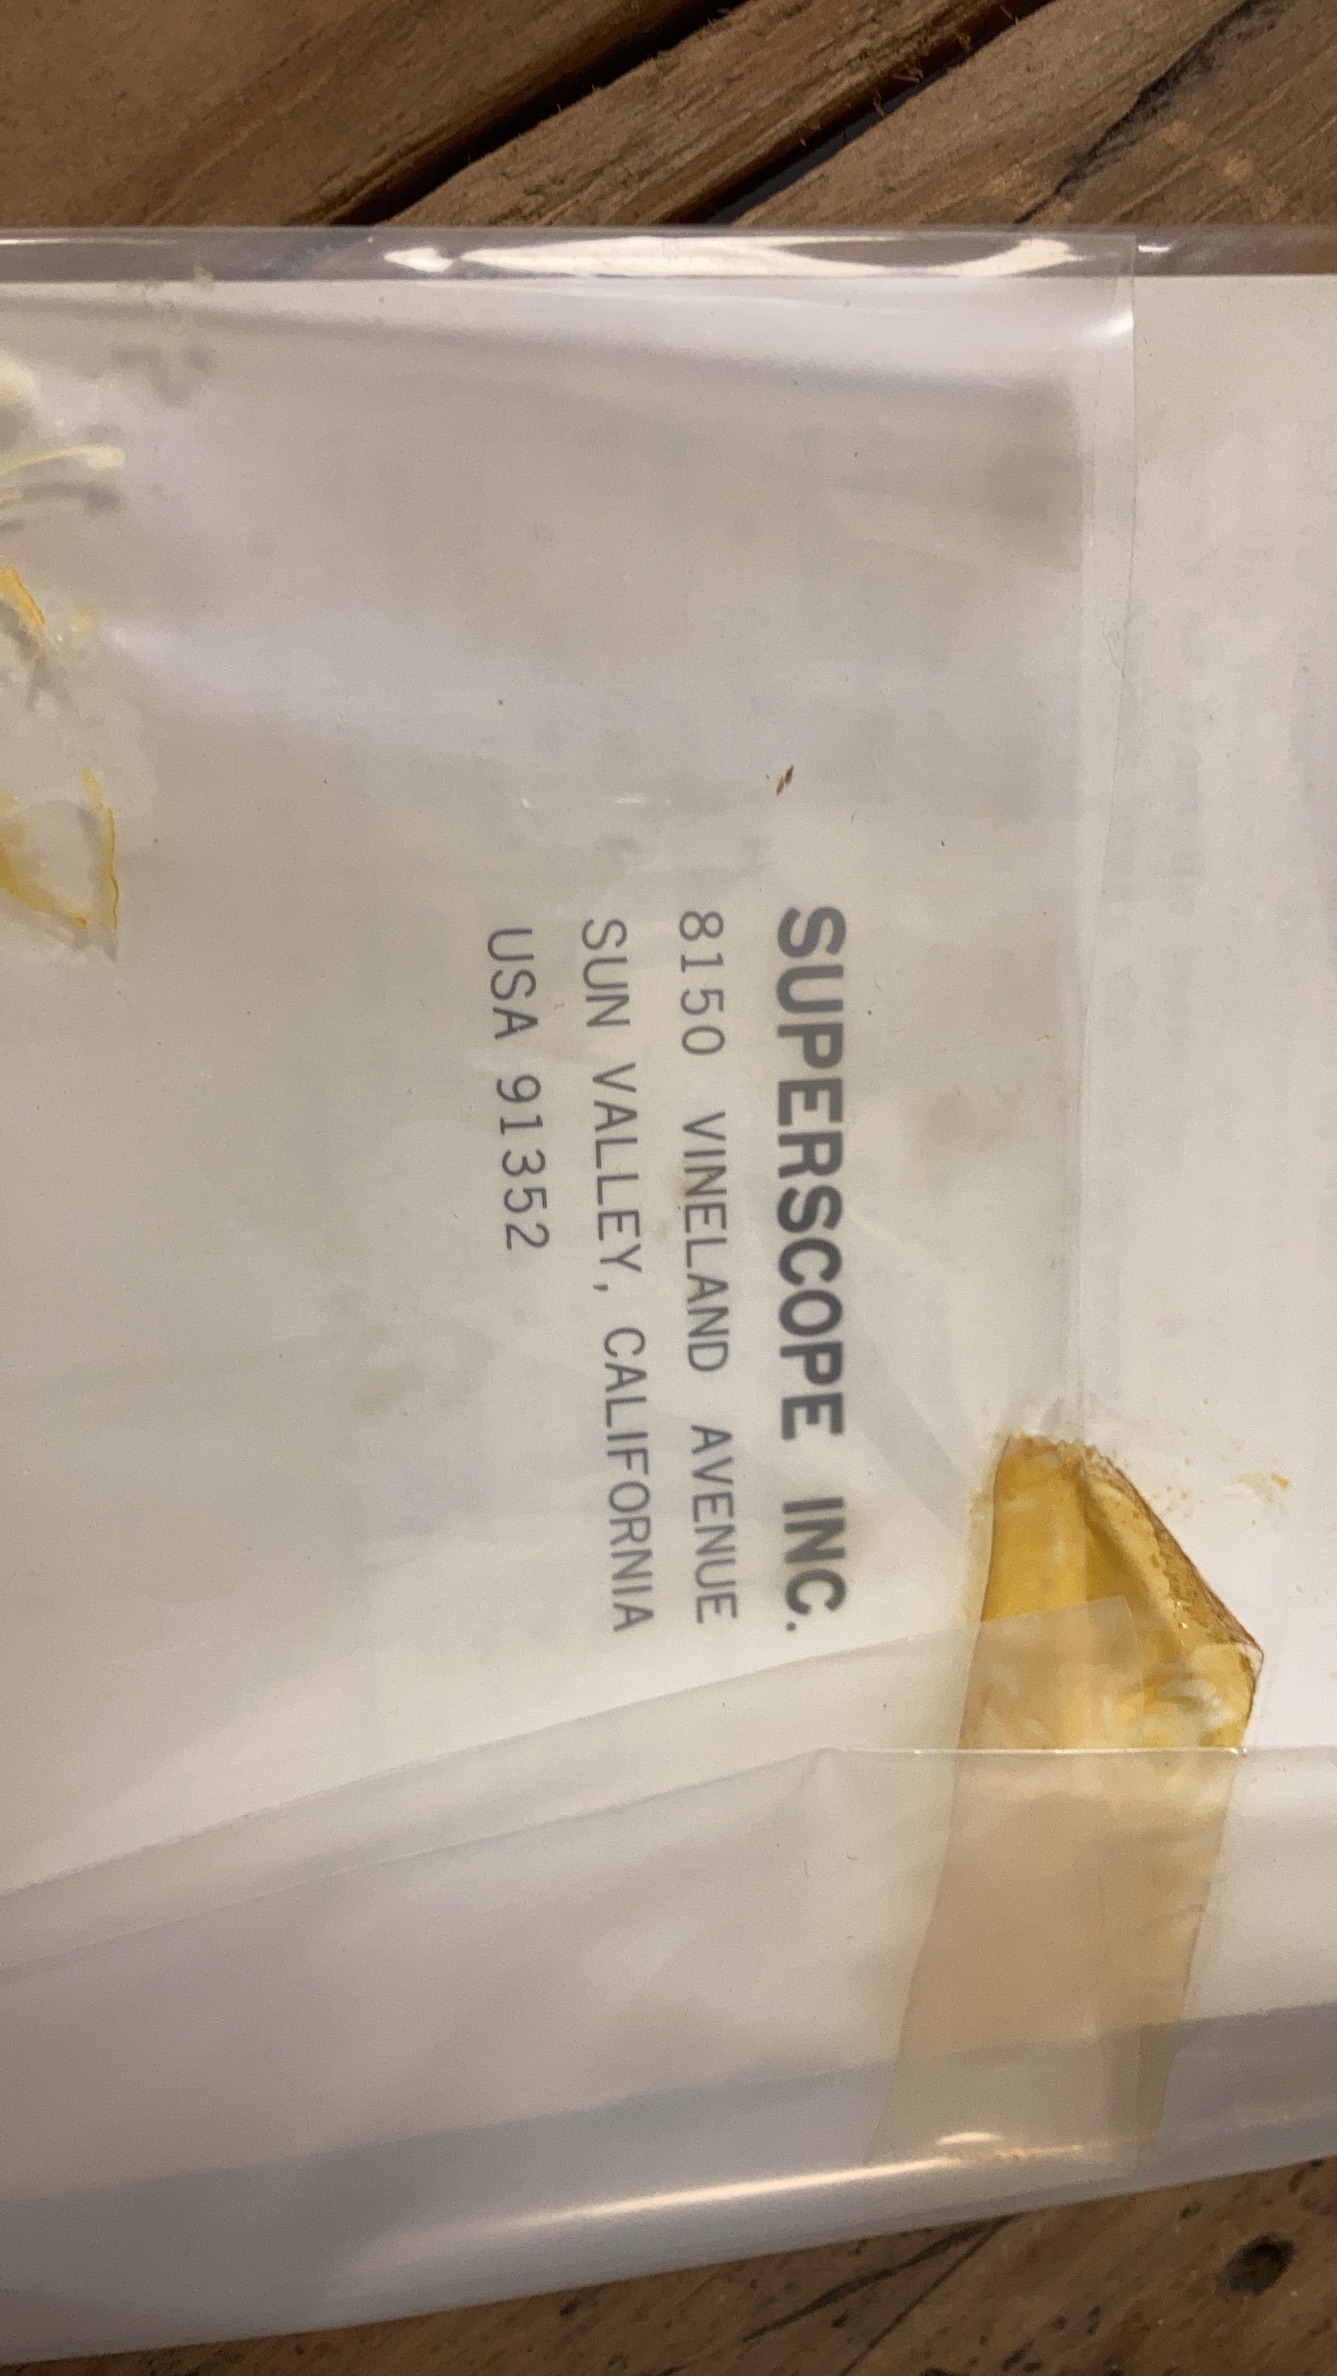 SUPERSCOPE INC.
8150 VINELAND AVENUE
SUN VALLEY, CALIFORNIA
USA 91352